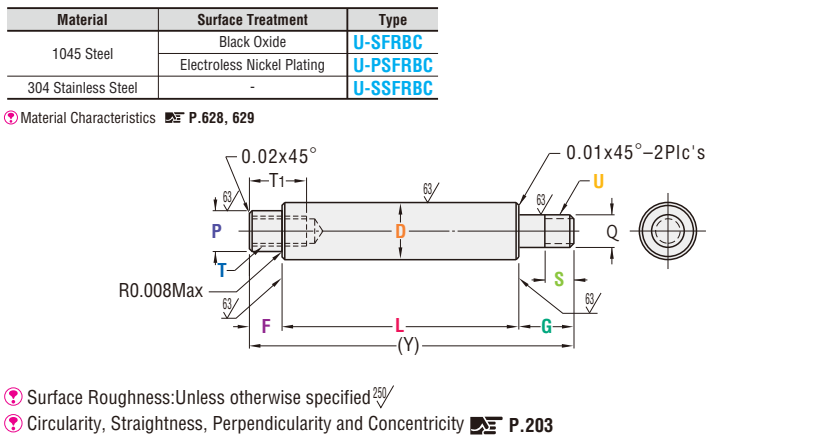 Material Surface Treatment Type
1045 Steel Black Oxide U-SFRBC
Electroless Nickel Plating U-PSFRBC
304 Stainless Steel - U-SSFRBC
Material Characteristics P.628, 629
0.02x45° 0.01x45°–2Plc's
T1 U
63 63 63
P D Q
T S
R0.008Max
63 63
F L G
(Y)
Surface Roughness:Unless otherwise specified 250
Circularity, Straightness, Perpendicularity and Concentricity P.203